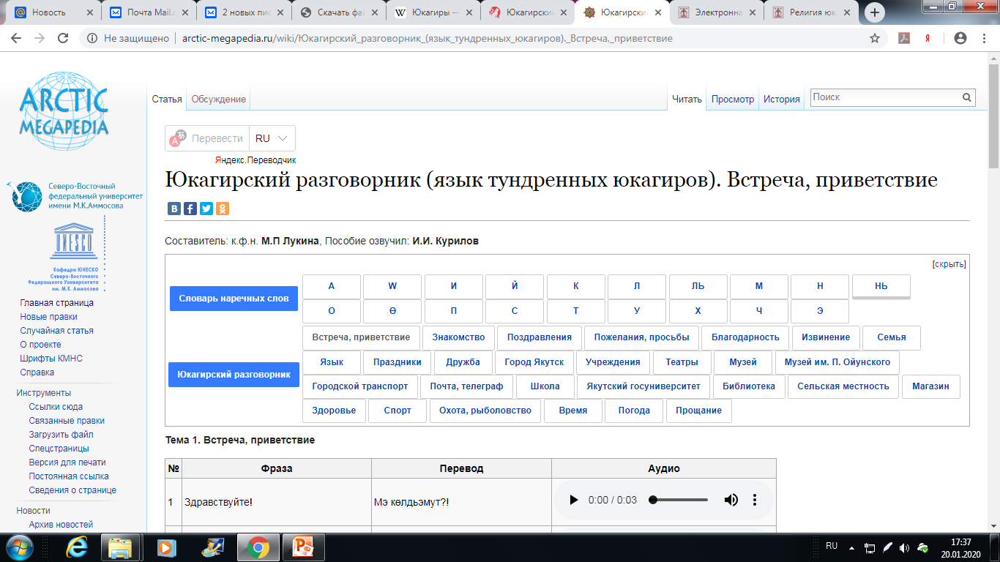 Новость
Почта Mail.r
2 новых пис
Скачать фай
Юкагиры —
Юкагирский
Юкагирски
Электронна
Религия юка
Не защищено
arctic-megapedia.ru/wiki/Юкагирский_разговорник_(язык_тундренных_юкагиров)._Встреча,_приветствие
ARCTIC
MEGAPEDIA
Статья Обсуждение
Читать Просмотр История
Поиск
Перевести RU
Яндекс.Переводчик
Юкагирский разговорник (язык тундренных юкагиров). Встреча, приветствие
Северо-Восточный
федеральный университет
имени М.К.Аммосова
UNESCO
Кафедра ЮНЕСКО
Северо-Восточного
Федерального Университета
им. М.К. Аммосова
Главная страница
Новые правки
Случайная статья
О проекте
Шрифты КМНС
Справка
Инструменты
Ссылки сюда
Связанные правки
Загрузить файл
Спецстраницы
Версия для печати
Постоянная ссылка
Сведения о странице
Новости
Архив новостей
Составитель: к.ф.н. М.П Лукина, Пособие озвучил: И.И. Курилов
[скрыть]
Словарь наречных слов
А W И Й К Л ЛЬ М Н НЬ
О Ө П С Т У Х Ч Э
Юкагирский разговорник
Встреча, приветствие Знакомство Поздравления Пожелания, просьбы Благодарность Извинение Семья
Язык Праздники Дружба Город Якутск Учреждения Театры Музей Музей им. П. Ойунского
Городской транспорт Почта, телеграф Школа Якутский госуниверситет Библиотека Сельская местность Магазин
Здоровье Спорт Охота, рыболовство Время Погода Прощание
Тема 1. Встреча, приветствие
№ Фраза Перевод Аудио
1 Здравствуйте! Мэ көлдьэмут?! 0:00 / 0:03
RU
17:37
20.01.2020